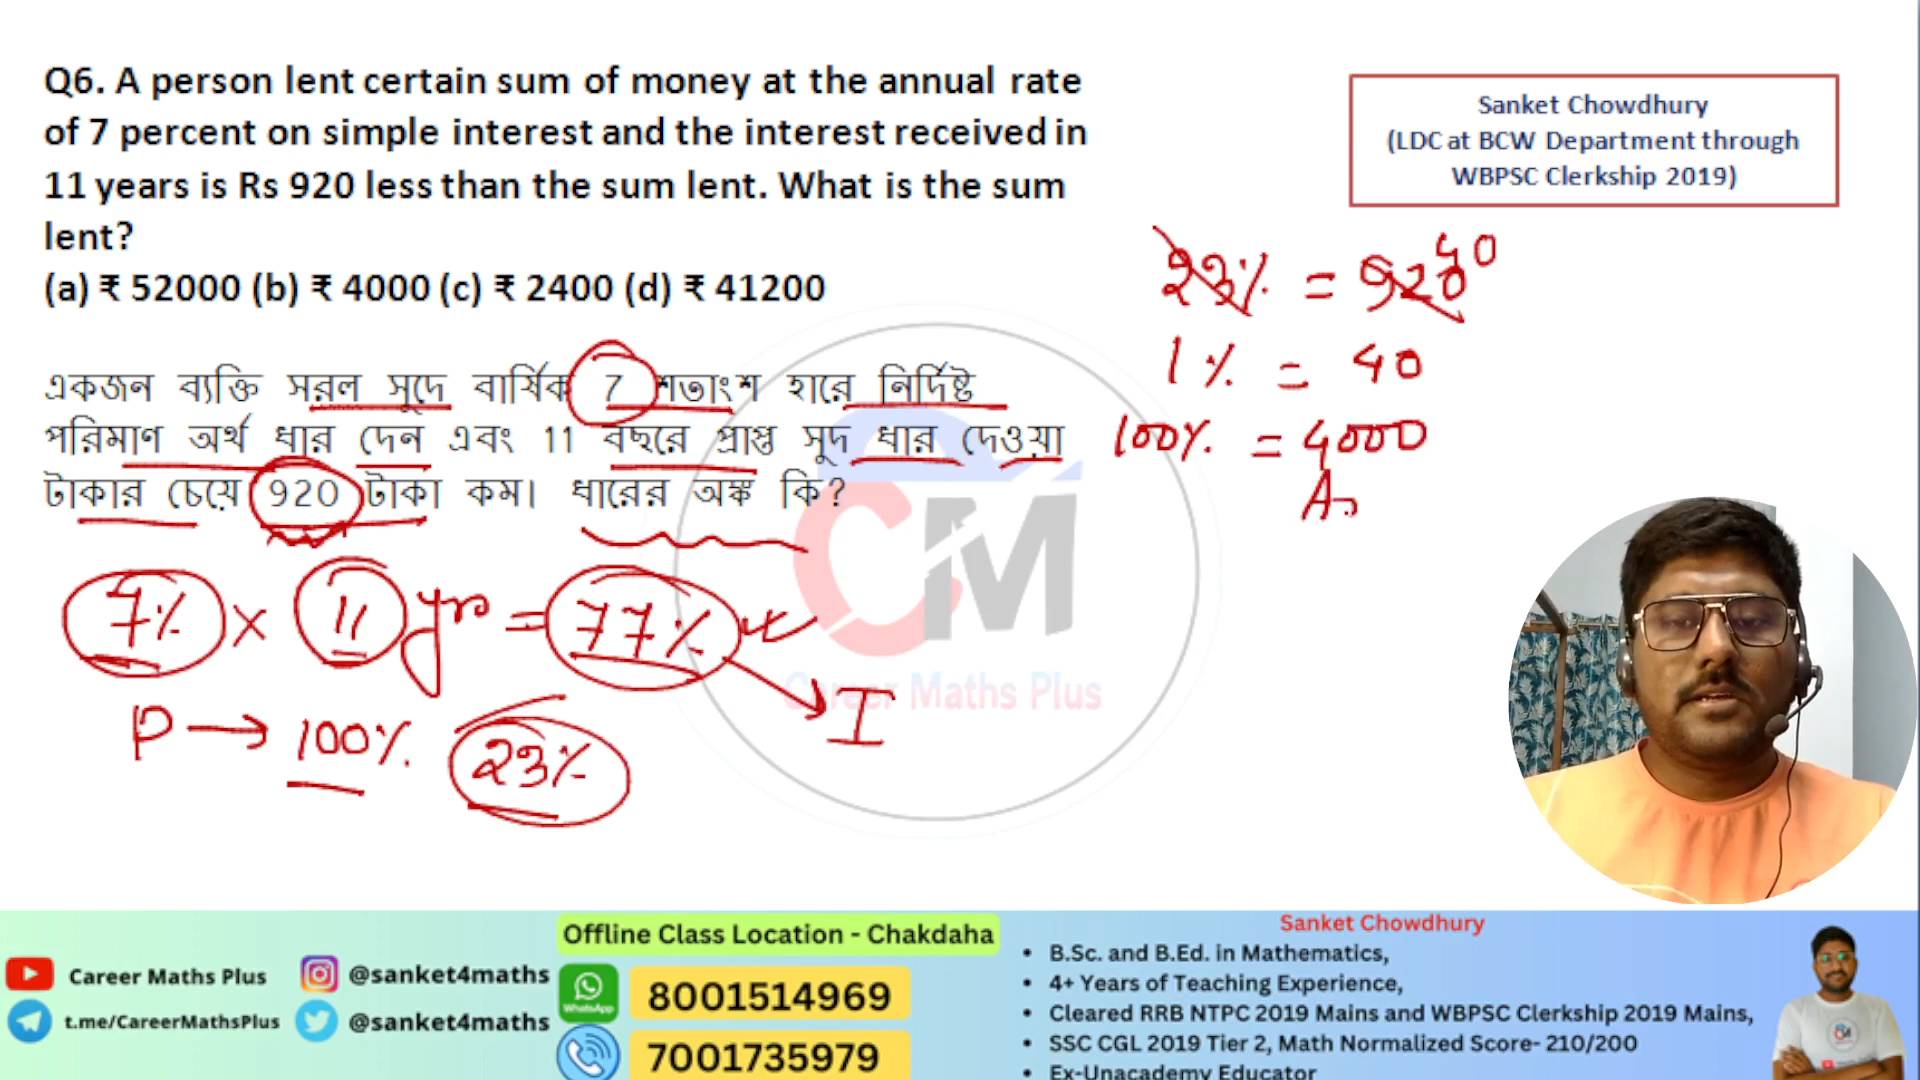 Q6. A person lent certain sum of money at the annual rate
of 7 percent on simple interest and the interest received in
11 years is Rs 920 less than the sum lent. What is the sum
lent?
(a) ₹ 52000 (b) ₹ 4000 (c) ₹ 2400 (d) ₹ 41200
Sanket Chowdhury
(LDC at BCW Department through
WBPSC Clerkship 2019)
একজন ব্যক্তি সরল সুদে বার্ষিক 7 শতাংশ হারে নির্দিষ্ট
পরিমাণ অর্থ ধার দেন এবং 11 বছরে প্রাপ্ত সুদ ধার দেওয়া
টাকার চেয়ে 920 টাকা কম। ধারের অঙ্ক কি?
40
23% = 920
1% = 40
100% = 4000
7% × 11 yrs = 77%
I
P → 100% 23%
CM
Career Maths Plus
Offline Class Location - Chakdaha
Career Maths Plus
@sanket4maths
t.me/CareerMathsPlus
@sanket4maths
WhatsApp
8001514969
7001735979
Sanket Chowdhury
• B.Sc. and B.Ed. in Mathematics,
• 4+ Years of Teaching Experience,
• Cleared RRB NTPC 2019 Mains and WBPSC Clerkship 2019 Mains,
• SSC CGL 2019 Tier 2, Math Normalized Score- 210/200
• Ex-Unacademy Educator